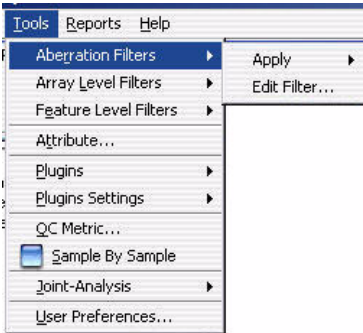 Tools Reports Help
Aberration Filters
Apply
Array Level Filters
Edit Filter...
Feature Level Filters
Attribute...
Plugins
Plugins Settings
QC Metric...
Sample By Sample
Joint-Analysis
User Preferences...